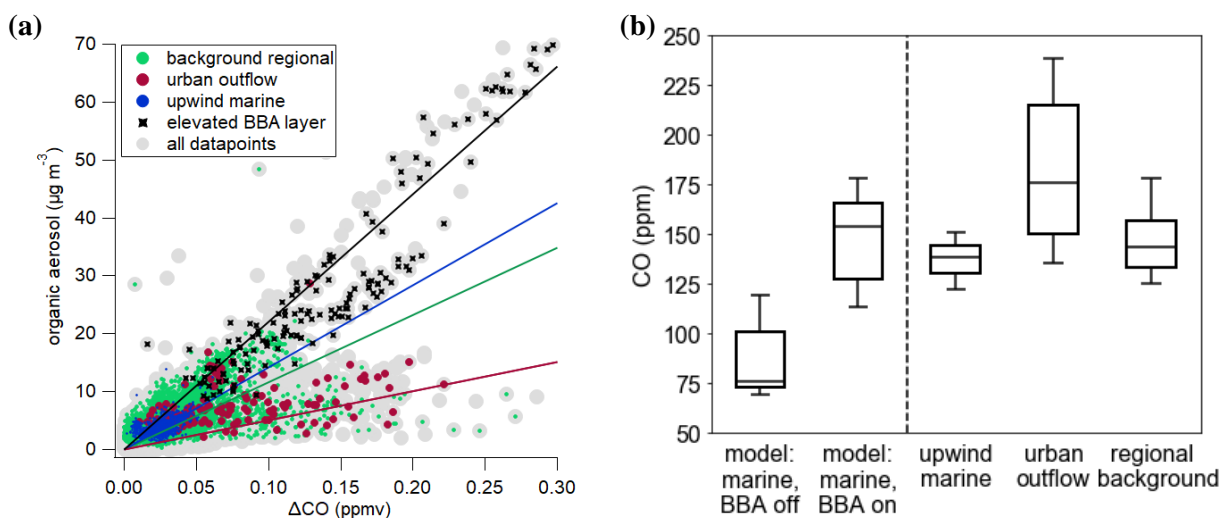 (a)
70
60
50
40
30
20
10
0
organic aerosol (µg m⁻³)
background regional
urban outflow
upwind marine
elevated BBA layer
all datapoints
0.00 0.05 0.10 0.15 0.20 0.25 0.30
ΔCO (ppmv)
(b)
250
225
200
175
150
125
100
75
50
CO (ppm)
model: marine, BBA off
model: marine, BBA on
upwind marine
urban outflow
regional background